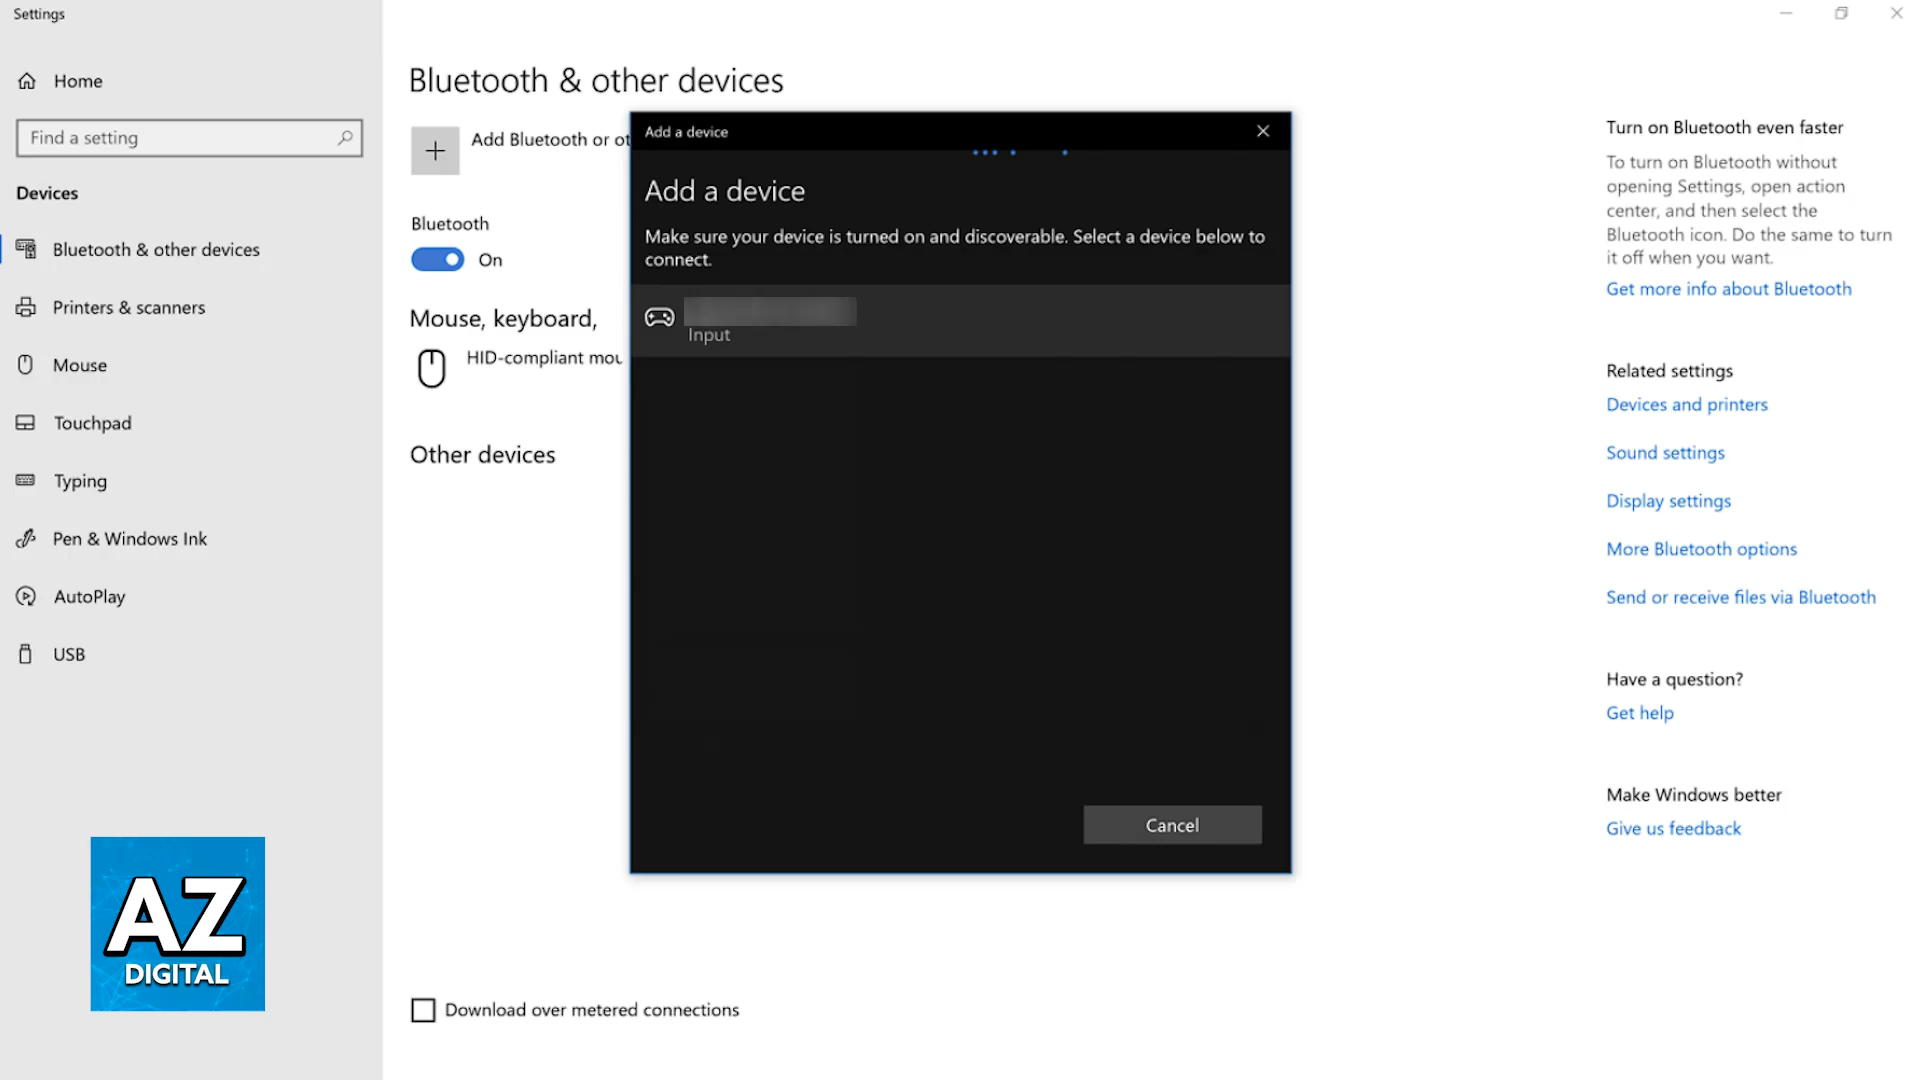 Settings
Home
Find a setting
Devices
Bluetooth & other devices
Printers & scanners
Mouse
Touchpad
Typing
Pen & Windows Ink
AutoPlay
USB
AZ
DIGITAL
Bluetooth & other devices
Add Bluetooth or ot
Bluetooth
On
Mouse, keyboard,
HID-compliant mou
Other devices
Download over metered connections
Add a device
Add a device
Make sure your device is turned on and discoverable. Select a device below to
connect.
Input
Cancel
Turn on Bluetooth even faster
To turn on Bluetooth without
opening Settings, open action
center, and then select the
Bluetooth icon. Do the same to turn
it off when you want.
Get more info about Bluetooth
Related settings
Devices and printers
Sound settings
Display settings
More Bluetooth options
Send or receive files via Bluetooth
Have a question?
Get help
Make Windows better
Give us feedback